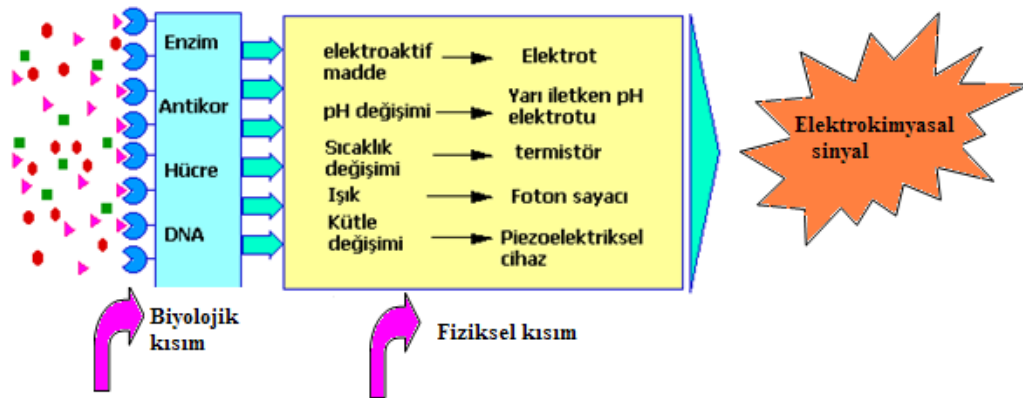 Enzim
Antikor
Hücre
DNA
elektroaktif
madde
Elektrot
pH değişimi
Yarı iletken pH
elektrotu
Sıcaklık
değişimi
termistör
Işık
Foton sayacı
Kütle
değişimi
Piezoelektriksel
cihaz
Elektrokimyasal
sinyal
Biyolojik
kısım
Fiziksel kısım